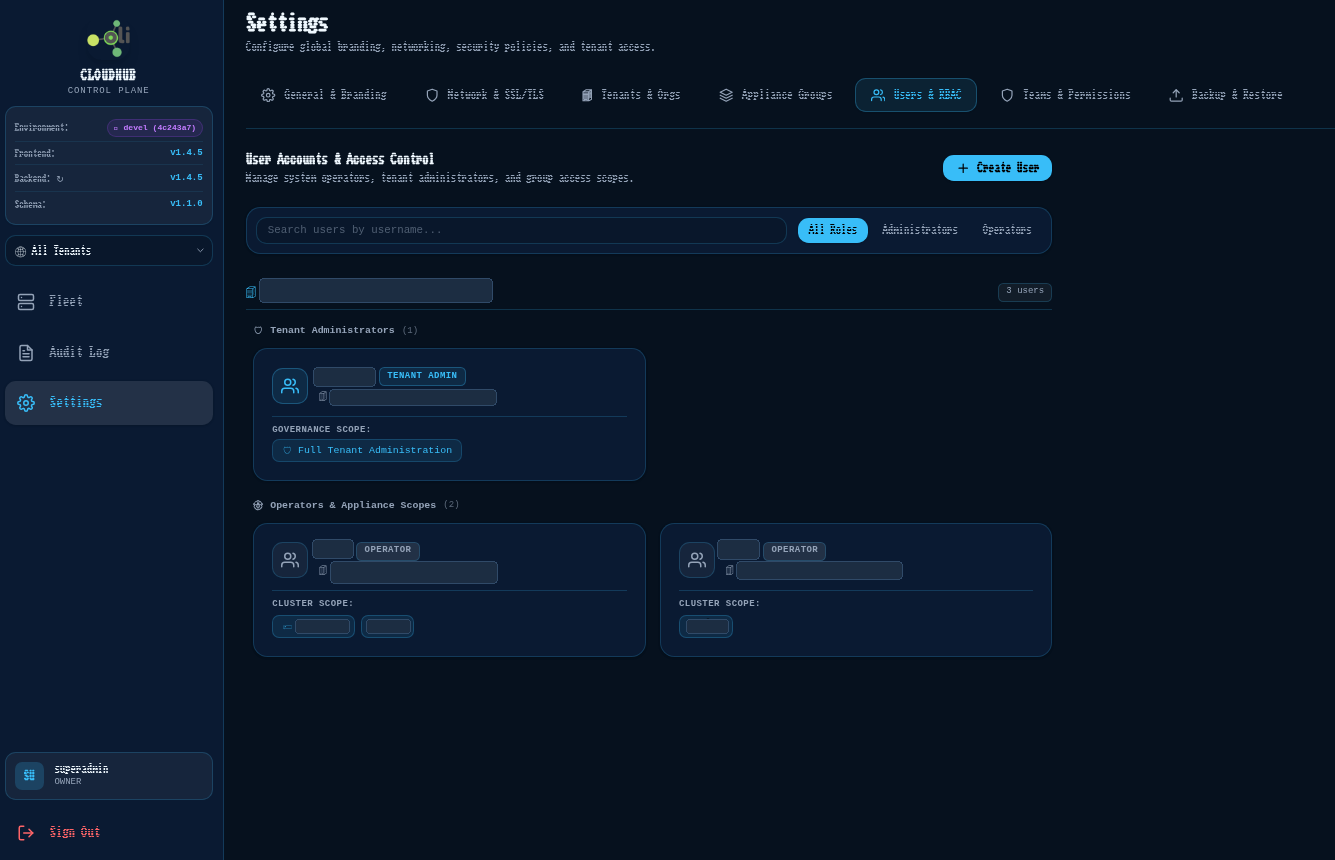 li
CLOUDHUB
CONTROL PLANE
Environment: devel (4c243a7)
Frontend: v1.4.5
Backend: ↻ v1.4.5
Schema: v1.1.0
All Tenants
Fleet
Audit Log
Settings
SU
superadmin
OWNER
Sign Out
Settings
Configure global branding, networking, security policies, and tenant access.
General & Branding Network & SSL/TLS Tenants & Orgs Appliance Groups Users & RBAC Teams & Permissions Backup & Restore
User Accounts & Access Control
Manage system operators, tenant administrators, and group access scopes.
+ Create User
Search users by username... All Roles Administrators Operators
3 users
Tenant Administrators (1)
TENANT ADMIN
GOVERNANCE SCOPE:
Full Tenant Administration
Operators & Appliance Scopes (2)
OPERATOR
CLUSTER SCOPE:
OPERATOR
CLUSTER SCOPE: